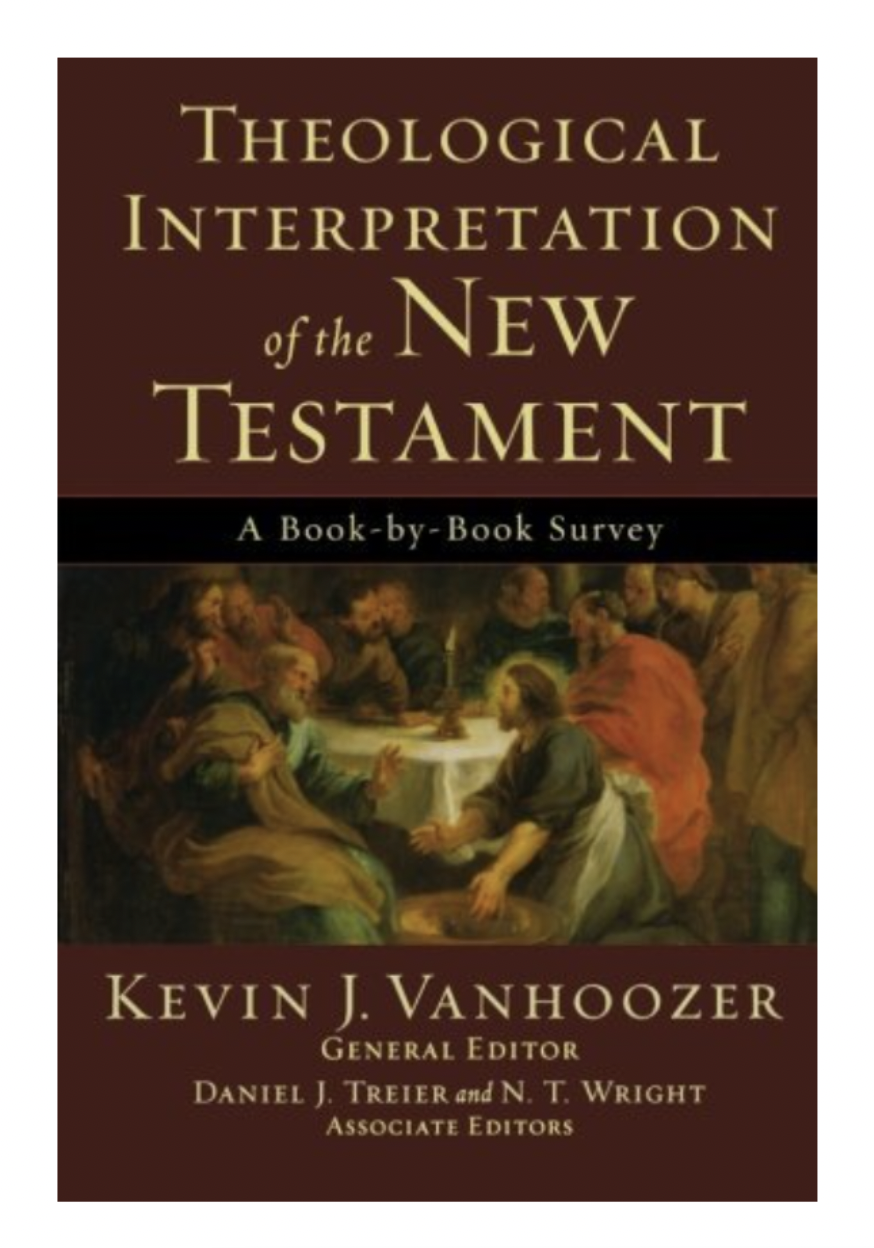 THEOLOGICAL
INTERPRETATION
of the NEW
TESTAMENT
A Book-by-Book Survey
KEVIN J. VANHOOZER
GENERAL EDITOR
DANIEL J. TREIER and N. T. WRIGHT
ASSOCIATE EDITORS